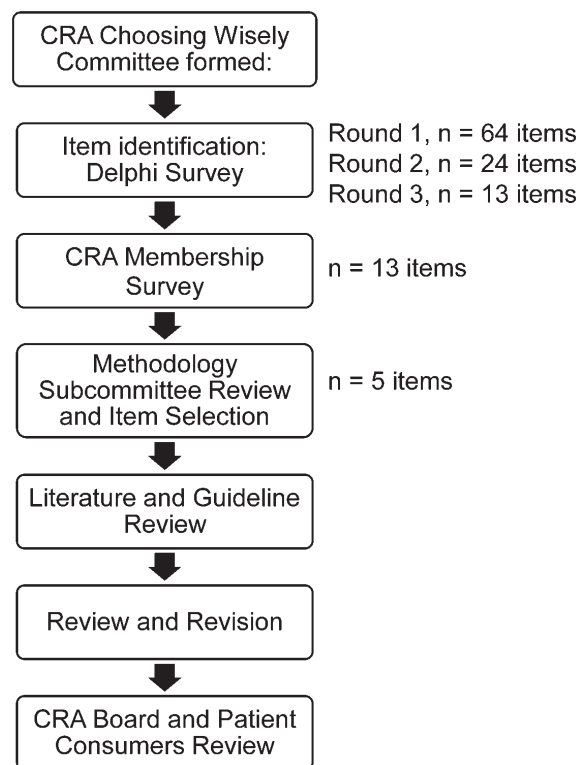 CRA Choosing Wisely
Committee formed:
Item identification:
Delphi Survey
Round 1, n = 64 items
Round 2, n = 24 items
Round 3, n = 13 items
CRA Membership
Survey
n = 13 items
Methodology
Subcommittee Review
and Item Selection
n = 5 items
Literature and Guideline
Review
Review and Revision
CRA Board and Patient
Consumers Review